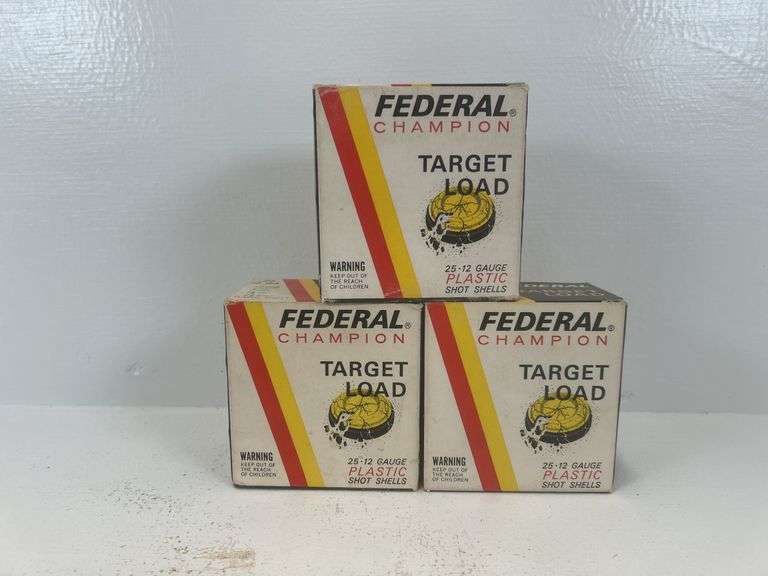 FEDERAL®
CHAMPION
TARGET
LOAD
WARNING
KEEP OUT OF
THE REACH
OF CHILDREN
25·12 GAUGE
PLASTIC
SHOT SHELLS
FEDERAL®
CHAMPION
TARGET
LOAD
WARNING
KEEP OUT OF
THE REACH
OF CHILDREN
25·12 GAUGE
PLASTIC
SHOT SHELLS
FEDERAL
FEDERAL®
CHAMPION
TARGET
LOAD
WARNING
KEEP OUT OF
THE REACH
OF CHILDREN
25·12 GAUGE
PLASTIC
SHOT SHELLS